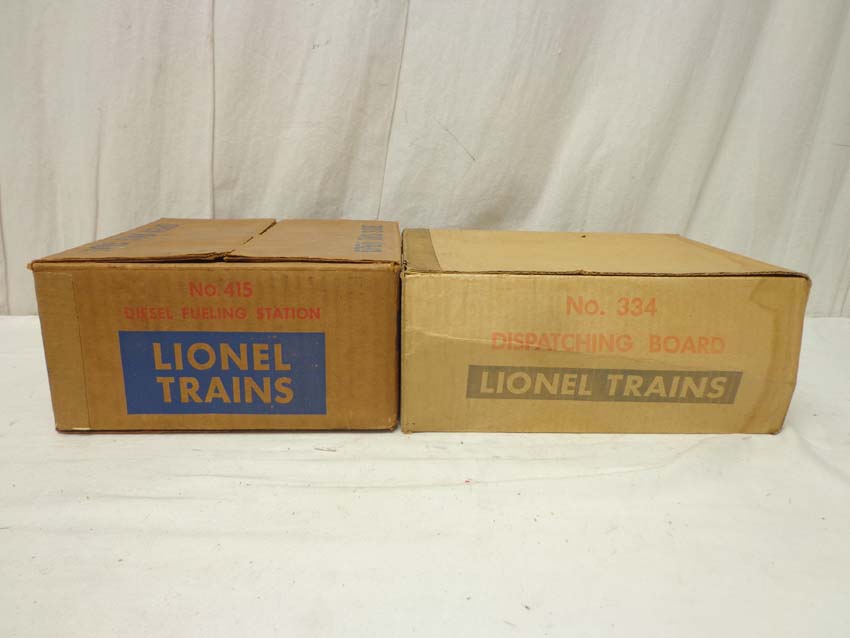 No. 415
DIESEL FUELING STATION
LIONEL
TRAINS
No. 334
DISPATCHING BOARD
LIONEL TRAINS